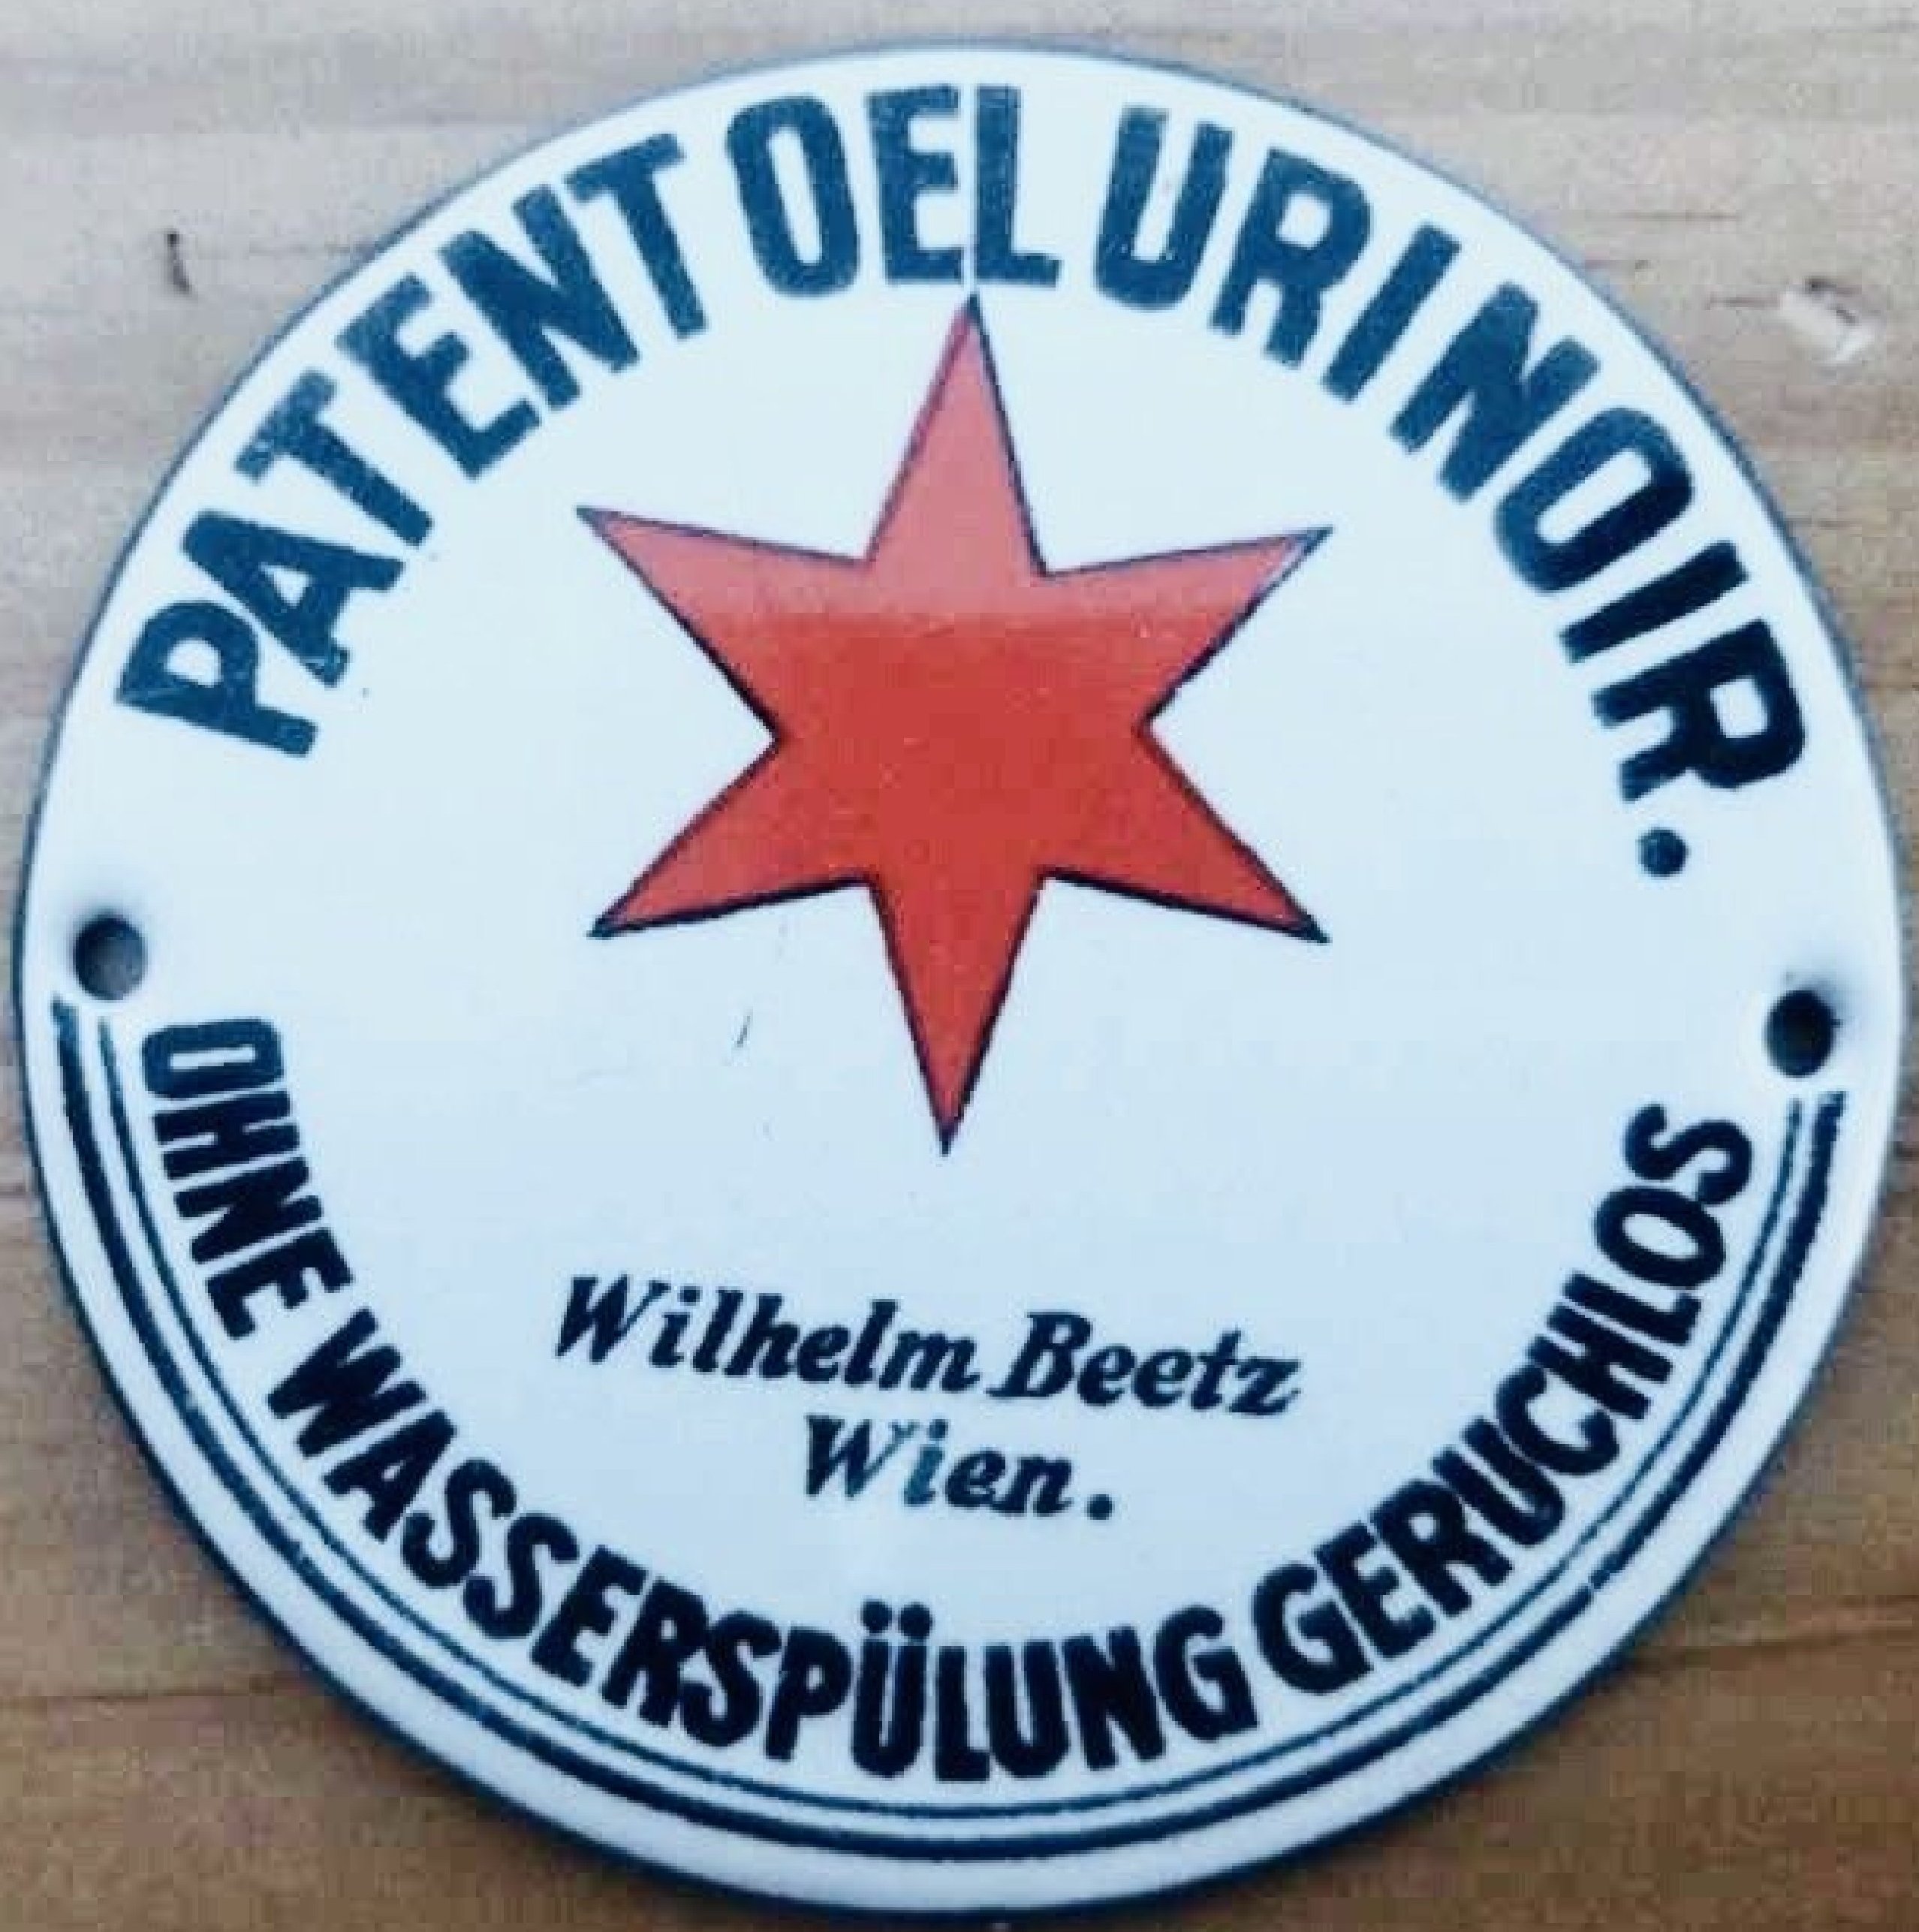 PATENT OEL URINOIR.
Wilhelm Beetz
Wien.
OHNE WASSERSPÜLUNG GERUCHLOS